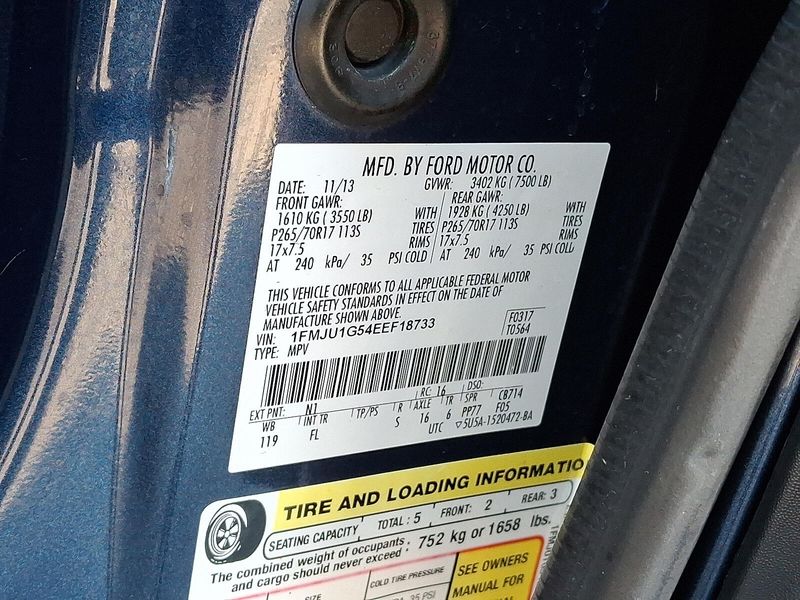 MFD. BY FORD MOTOR CO.
DATE: 11/13 GVWR: 3402 KG ( 7500 LB)
FRONT GAWR: REAR GAWR:
1610 KG ( 3550 LB) WITH 1928 KG ( 4250 LB) WITH
P265/70R17 113S TIRES P265/70R17 113S TIRES
17x7.5 RIMS 17x7.5 RIMS
AT 240 kPa/ 35 PSI COLD AT 240 kPa/ 35 PSI COLD
THIS VEHICLE CONFORMS TO ALL APPLICABLE FEDERAL MOTOR
VEHICLE SAFETY STANDARDS IN EFFECT ON THE DATE OF
MANUFACTURE SHOWN ABOVE.
VIN: 1FMJU1G54EEF18733 F0317
TYPE: MPV T0564
EXT PNT: N1 RC: 16 DSO:
WB INT TR TP/PS R AXLE TR SPR CB714
119 FL S 16 6 PP77 F05
UTC ▽5U5A-1520472-BA
TIRE AND LOADING INFORMATIO
SEATING CAPACITY TOTAL: 5 FRONT: 2 REAR: 3
The combined weight of occupants
and cargo should never exceed: 752 kg or 1658 lbs.
SIZE COLD TIRE PRESSURE SEE OWNERS
35 PSI MANUAL FOR